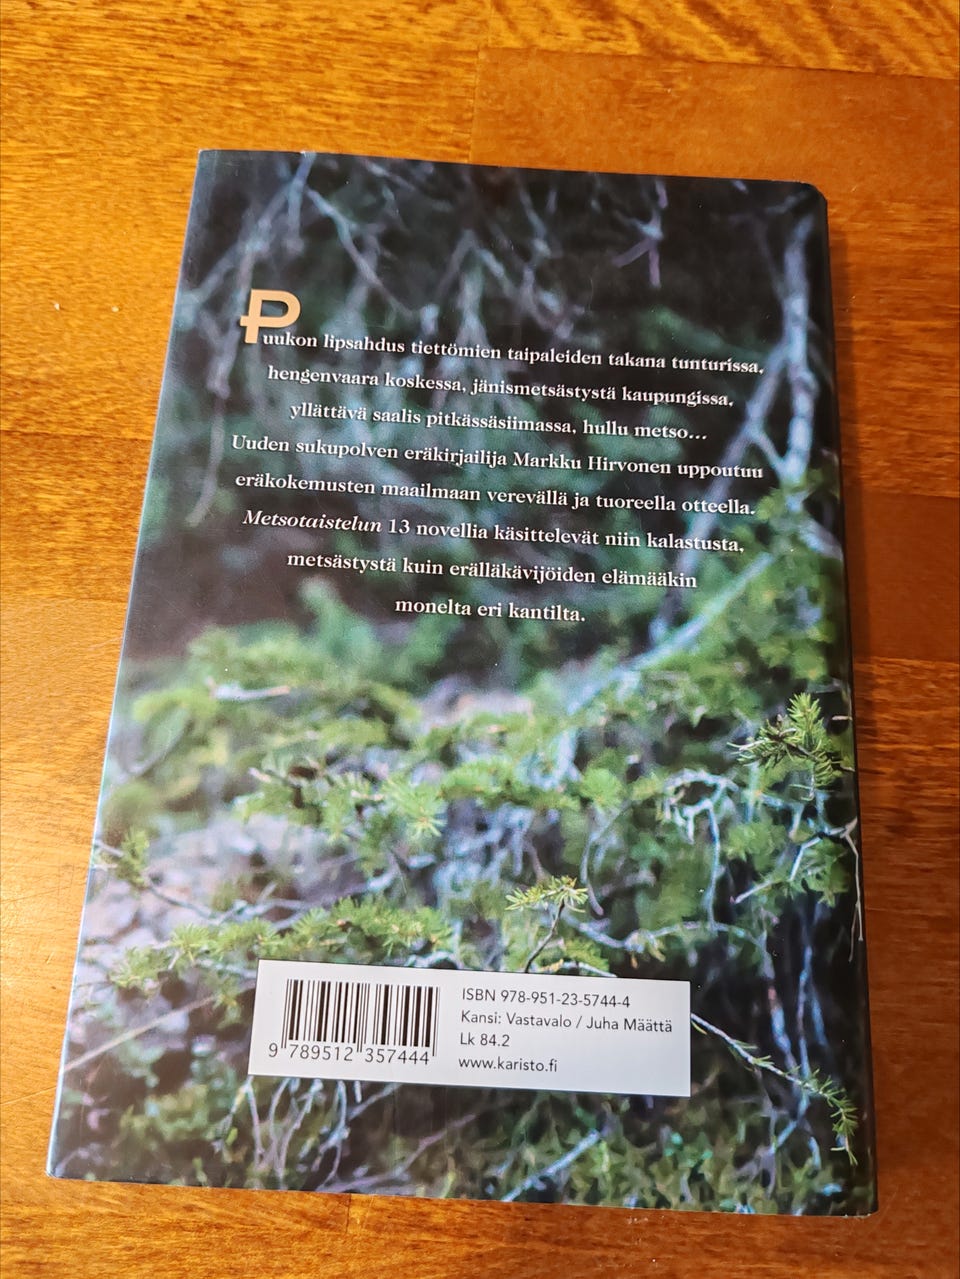 Puukon lipsahdus tiettömien taipaleiden takana tunturissa,
hengenvaara koskessa, jänismetsästystä kaupungissa,
yllättävä saalis pitkässäsiimassa, hullu metso...
Uuden sukupolven eräkirjailija Markku Hirvonen uppoutuu
eräkokemusten maailmaan verevällä ja tuoreella otteella.
Metsotaistelun 13 novellia käsittelevät niin kalastusta,
metsästystä kuin erälläkävijöiden elämääkin
monelta eri kantilta.
ISBN 978-951-23-5744-4
Kansi: Vastavalo / Juha Määttä
Lk 84.2
www.karisto.fi
9 789512 357444